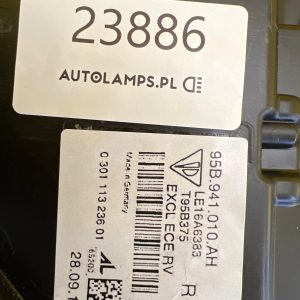 23886
AUTOLAMPS.PL
95B.941.010.AH
LE16A6383
T95B375
EXCL ECE RV
R
Made in Germany
0 301 113 236 01
AL
28.09.1